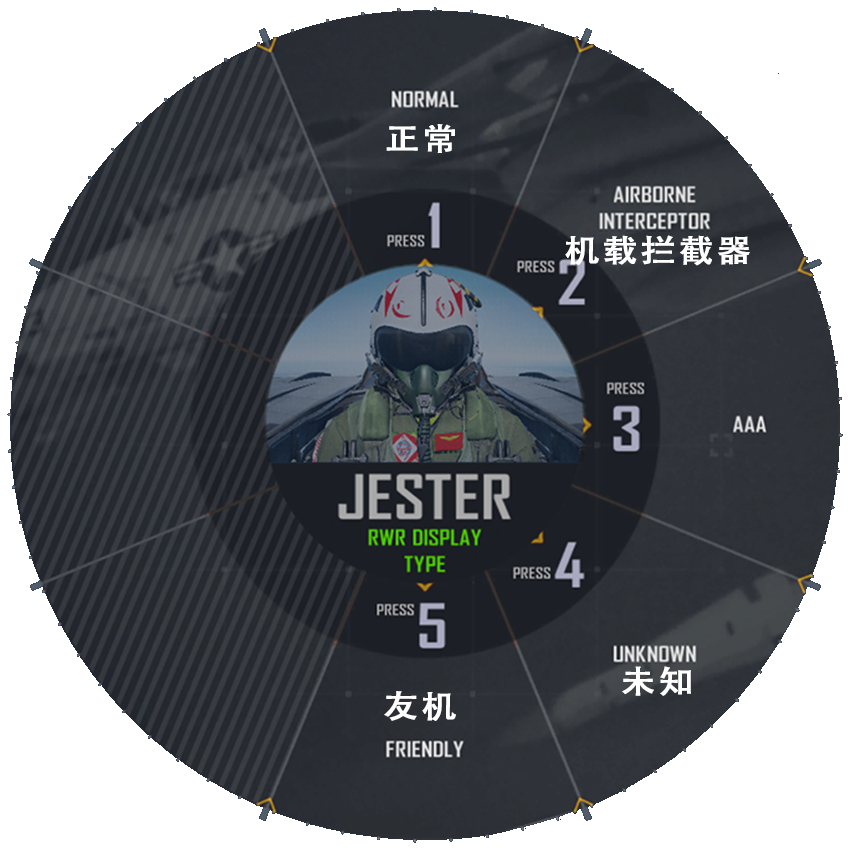 NORMAL
正常
PRESS 1
AIRBORNE
INTERCEPTOR
机载拦截器
PRESS 2
PRESS
3
AAA
JESTER
RWR DISPLAY
TYPE
PRESS 4
UNKNOWN
未知
PRESS 5
友机
FRIENDLY